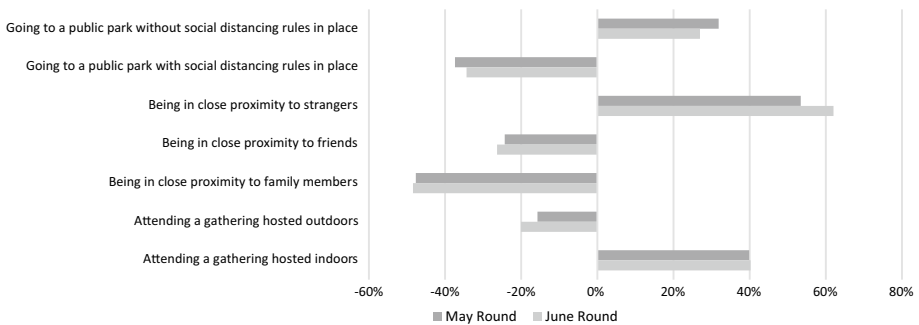 Going to a public park without social distancing rules in place
Going to a public park with social distancing rules in place
Being in close proximity to strangers
Being in close proximity to friends
Being in close proximity to family members
Attending a gathering hosted outdoors
Attending a gathering hosted indoors
-60% -40% -20% 0% 20% 40% 60% 80%
May Round June Round